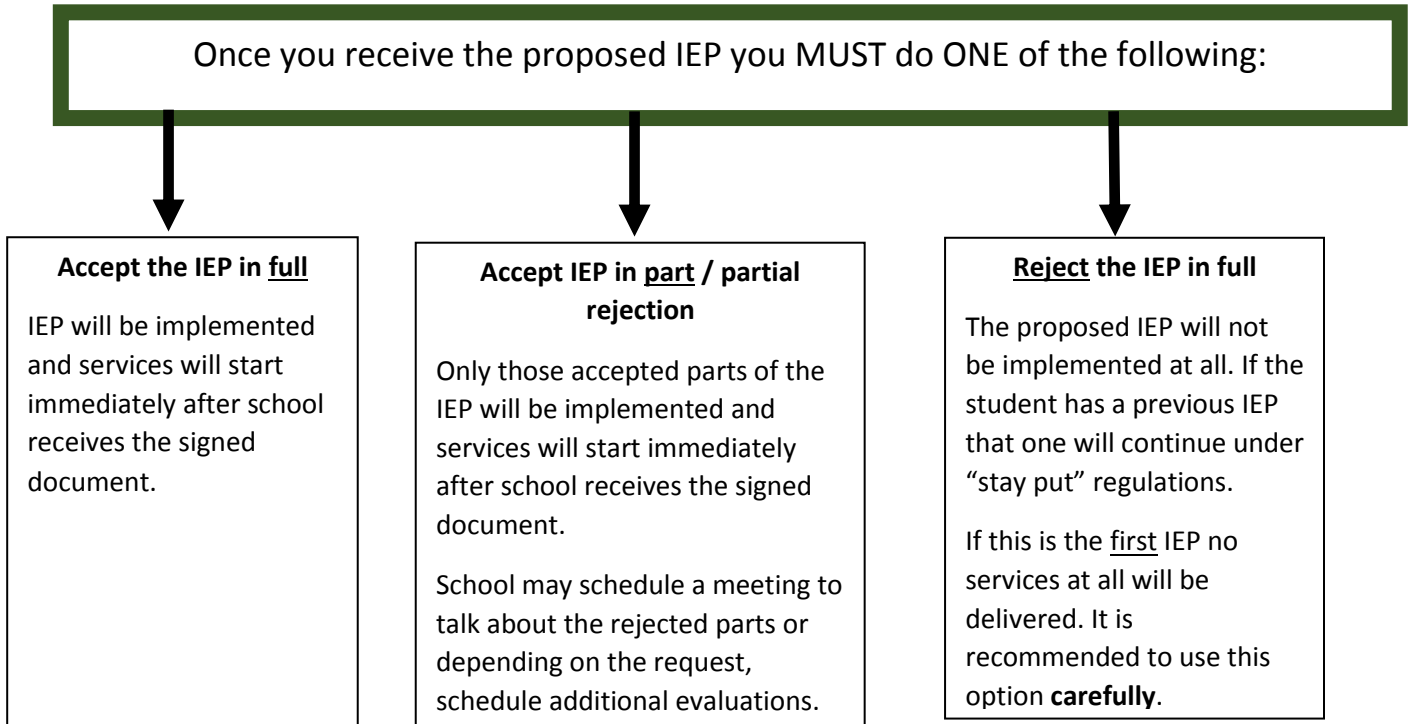 Once you receive the proposed IEP you MUST do ONE of the following:
Accept the IEP in full
IEP will be implemented
and services will start
immediately after school
receives the signed
document.
Accept IEP in part / partial
rejection
Only those accepted parts of the
IEP will be implemented and
services will start immediately
after school receives the signed
document.
School may schedule a meeting to
talk about the rejected parts or
depending on the request,
schedule additional evaluations.
Reject the IEP in full
The proposed IEP will not
be implemented at all. If the
student has a previous IEP
that one will continue under
“stay put” regulations.
If this is the first IEP no
services at all will be
delivered. It is
recommended to use this
option carefully.